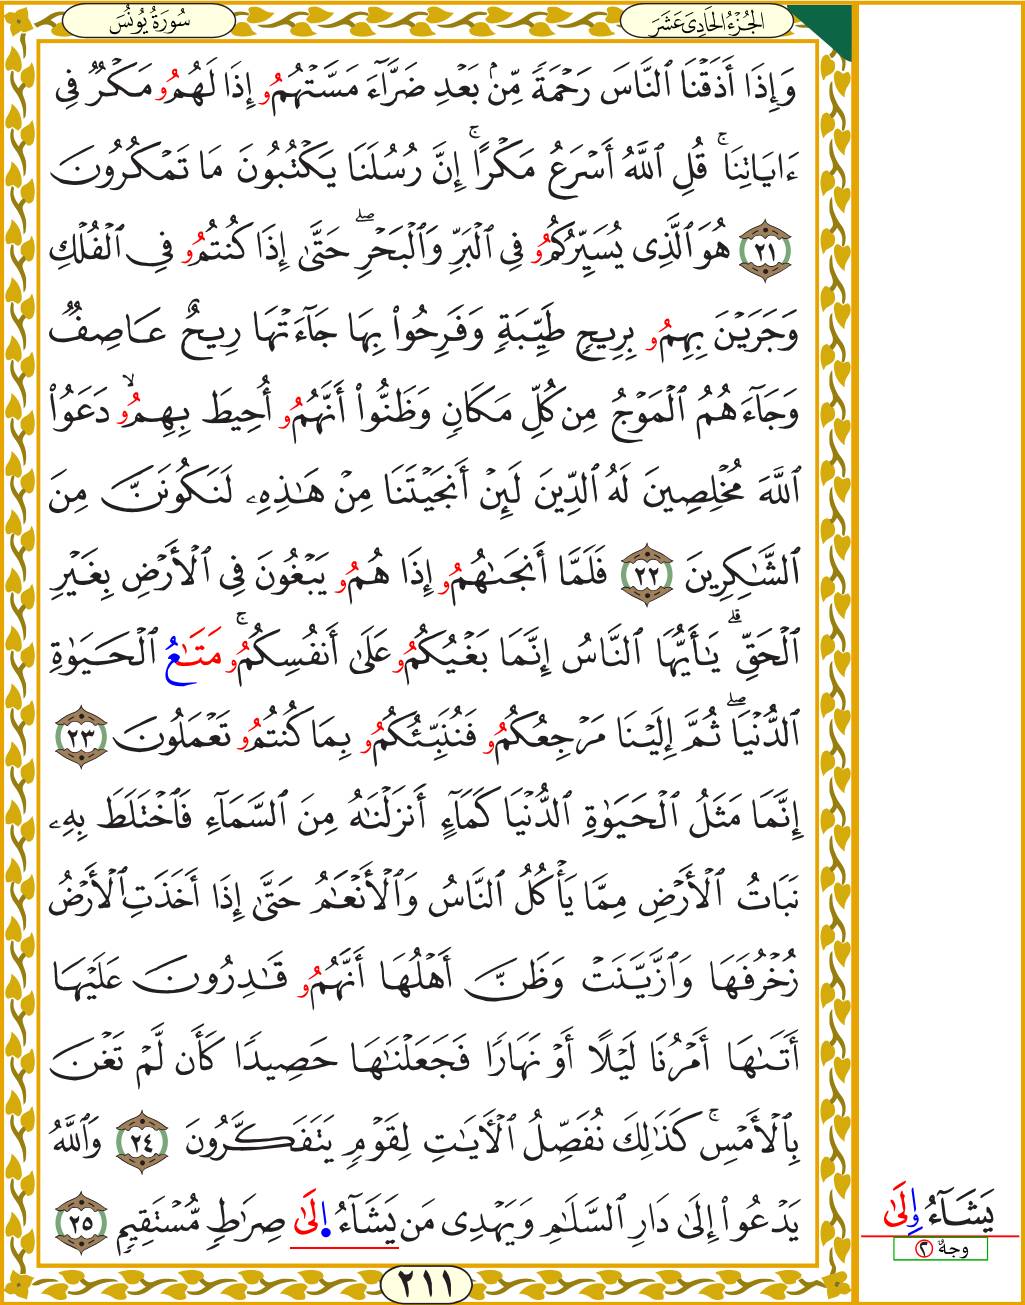 سُورَةُ يُونُسَ
الجُزْءُ الحَادِيَ عَشَرَ
وَإِذَا أَذَقْنَا ٱلنَّاسَ رَحْمَةً مِّنۢ بَعْدِ ضَرَّآءَ مَسَّتْهُمُو إِذَا لَهُمُو مَكْرٌ فِي
ءَايَاتِنَاۚ قُلِ ٱللَّهُ أَسْرَعُ مَكْرًاۚ إِنَّ رُسُلَنَا يَكْتُبُونَ مَا تَمْكُرُونَ
٢١ هُوَ ٱلَّذِي يُسَيِّرُكُمُو فِي ٱلْبَرِّ وَٱلْبَحْرِۖ حَتَّىٰ إِذَا كُنتُمُو فِي ٱلْفُلْكِ
وَجَرَيْنَ بِهِمُو بِرِيحٍ طَيِّبَةٍ وَفَرِحُوا۟ بِهَا جَآءَتْهَا رِيحٌ عَاصِفٌ
وَجَآءَهُمُ ٱلْمَوْجُ مِن كُلِّ مَكَانٍ وَظَنُّوٓا۟ أَنَّهُمُو أُحِيطَ بِهِمُوۙ دَعَوُا۟
ٱللَّهَ مُخْلِصِينَ لَهُ ٱلدِّينَ لَئِنْ أَنجَيْتَنَا مِنْ هَٰذِهِۦ لَنَكُونَنَّ مِنَ
ٱلشَّٰكِرِينَ ٢٢ فَلَمَّا أَنجَىٰهُمُو إِذَا هُمُو يَبْغُونَ فِي ٱلْأَرْضِ بِغَيْرِ
ٱلْحَقِّۗ يَٰأَيُّهَا ٱلنَّاسُ إِنَّمَا بَغْيُكُمُو عَلَىٰ أَنفُسِكُمُوۚ مَتَٰعُ ٱلْحَيَوٰةِ
ٱلدُّنْيَاۖ ثُمَّ إِلَيْنَا مَرْجِعُكُمُو فَنُنَبِّئُكُمُو بِمَا كُنتُمُو تَعْمَلُونَ ٢٣
إِنَّمَا مَثَلُ ٱلْحَيَوٰةِ ٱلدُّنْيَا كَمَآءٍ أَنزَلْنَٰهُ مِنَ ٱلسَّمَآءِ فَٱخْتَلَطَ بِهِۦ
نَبَاتُ ٱلْأَرْضِ مِمَّا يَأْكُلُ ٱلنَّاسُ وَٱلْأَنْعَٰمُ حَتَّىٰ إِذَا أَخَذَتِ ٱلْأَرْضُ
زُخْرُفَهَا وَٱزَّيَّنَتْ وَظَنَّ أَهْلُهَا أَنَّهُمُو قَٰدِرُونَ عَلَيْهَا
أَتَىٰهَا أَمْرُنَا لَيْلًا أَوْ نَهَارًا فَجَعَلْنَٰهَا حَصِيدًا كَأَن لَّمْ تَغْنَ
بِٱلْأَمْسِۚ كَذَٰلِكَ نُفَصِّلُ ٱلْأَيَٰتِ لِقَوْمٍ يَتَفَكَّرُونَ ٢٤ وَٱللَّهُ
يَدْعُوا۟ إِلَىٰ دَارِ ٱلسَّلَٰمِ وَيَهْدِي مَن يَشَآءُ اِلَىٰ صِرَٰطٍ مُّسْتَقِيمٍ ٢٥
يَشَآءُ وِلَىٰ
وجهٌ ٢
٢١١